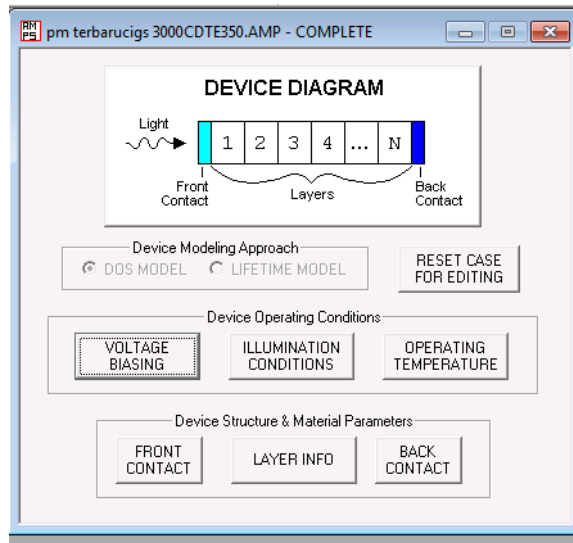 AM
PS
pm terbarucigs 3000CDTE350.AMP - COMPLETE
DEVICE DIAGRAM
Light
1 2 3 4 ... N
Front
Contact
Layers
Back
Contact
Device Modeling Approach
DOS MODEL
LIFETIME MODEL
RESET CASE
FOR EDITING
Device Operating Conditions
VOLTAGE
BIASING
ILLUMINATION
CONDITIONS
OPERATING
TEMPERATURE
Device Structure & Material Parameters
FRONT
CONTACT
LAYER INFO
BACK
CONTACT